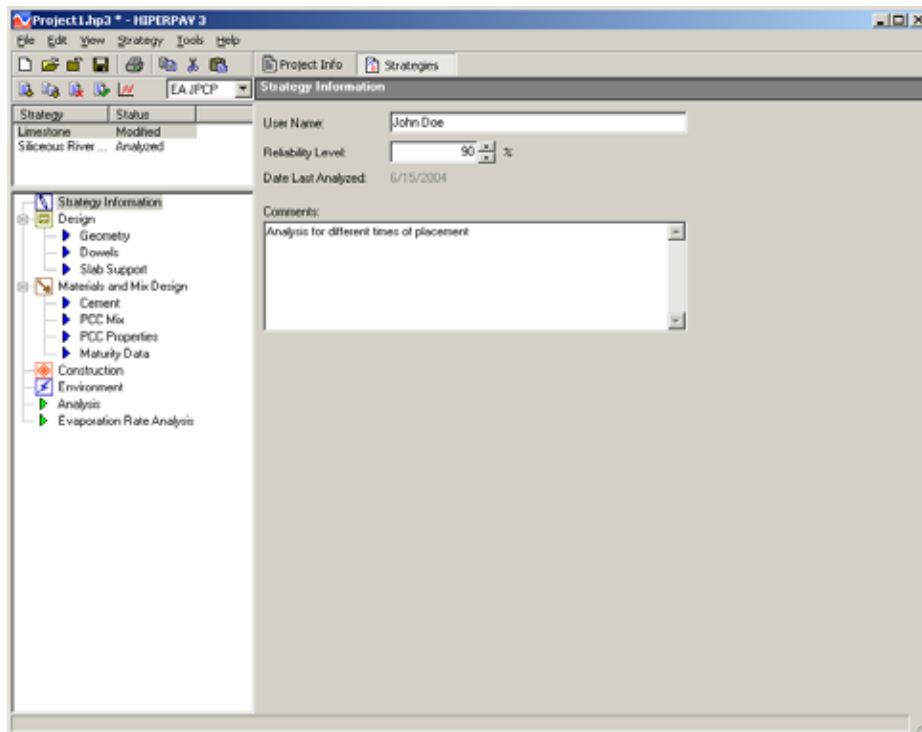 Project1.hp3 * - HIPERPAV 3
File Edit View Strategy Tools Help
Project Info Strategies
EA JPCP
Strategy Information
Strategy Status
Limestone Modified
Siliceous River ... Analyzed
User Name: John Doe
Reliability Level: 90 %
Date Last Analyzed: 6/15/2004
Comments:
Analysis for different times of placement
Strategy Information
Design
Geometry
Dowels
Slab Support
Materials and Mix Design
Cement
PCC Mix
PCC Properties
Maturity Data
Construction
Environment
Analysis
Evaporation Rate Analysis